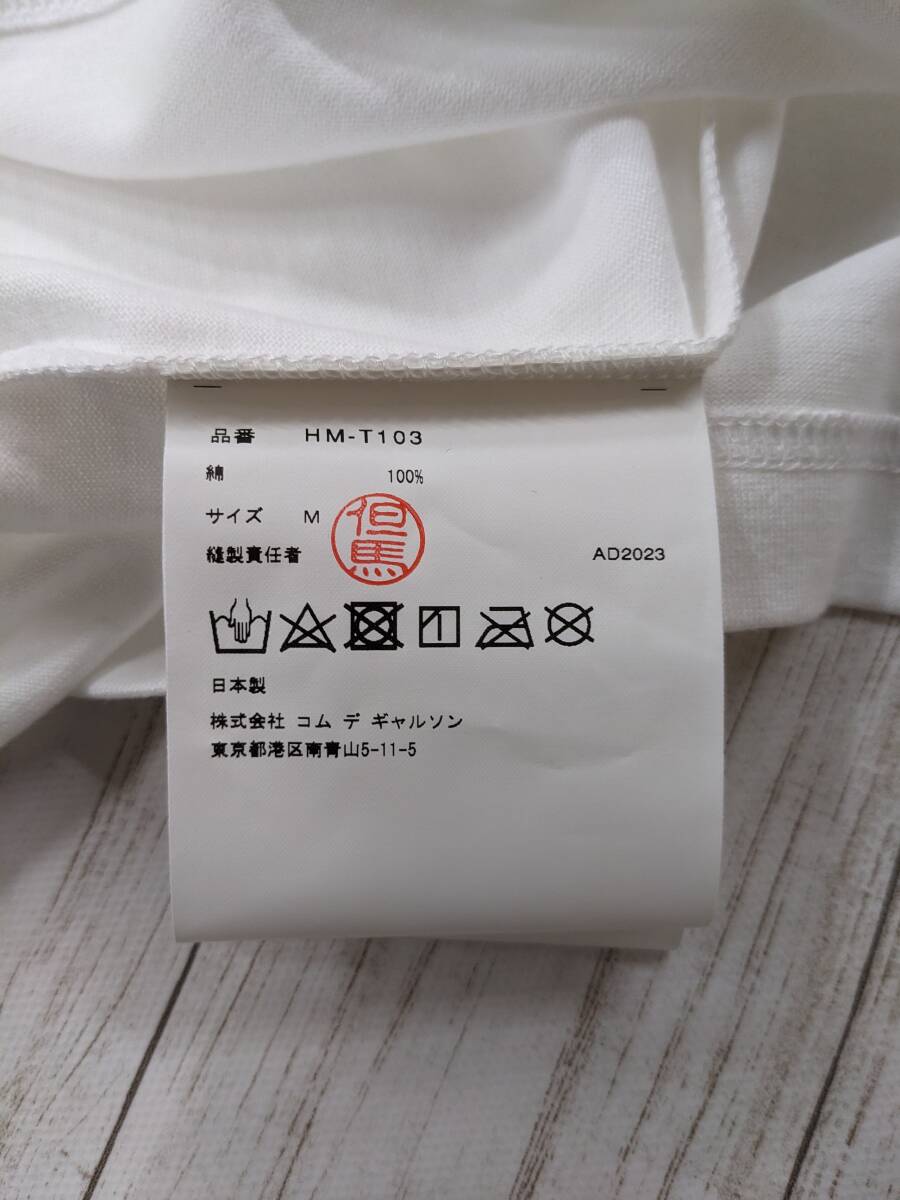 品番 HM-T103
綿 100%
サイズ M
但馬
縫製責任者 AD2023
日本製
株式会社 コム デ ギャルソン
東京都港区南青山5-11-5